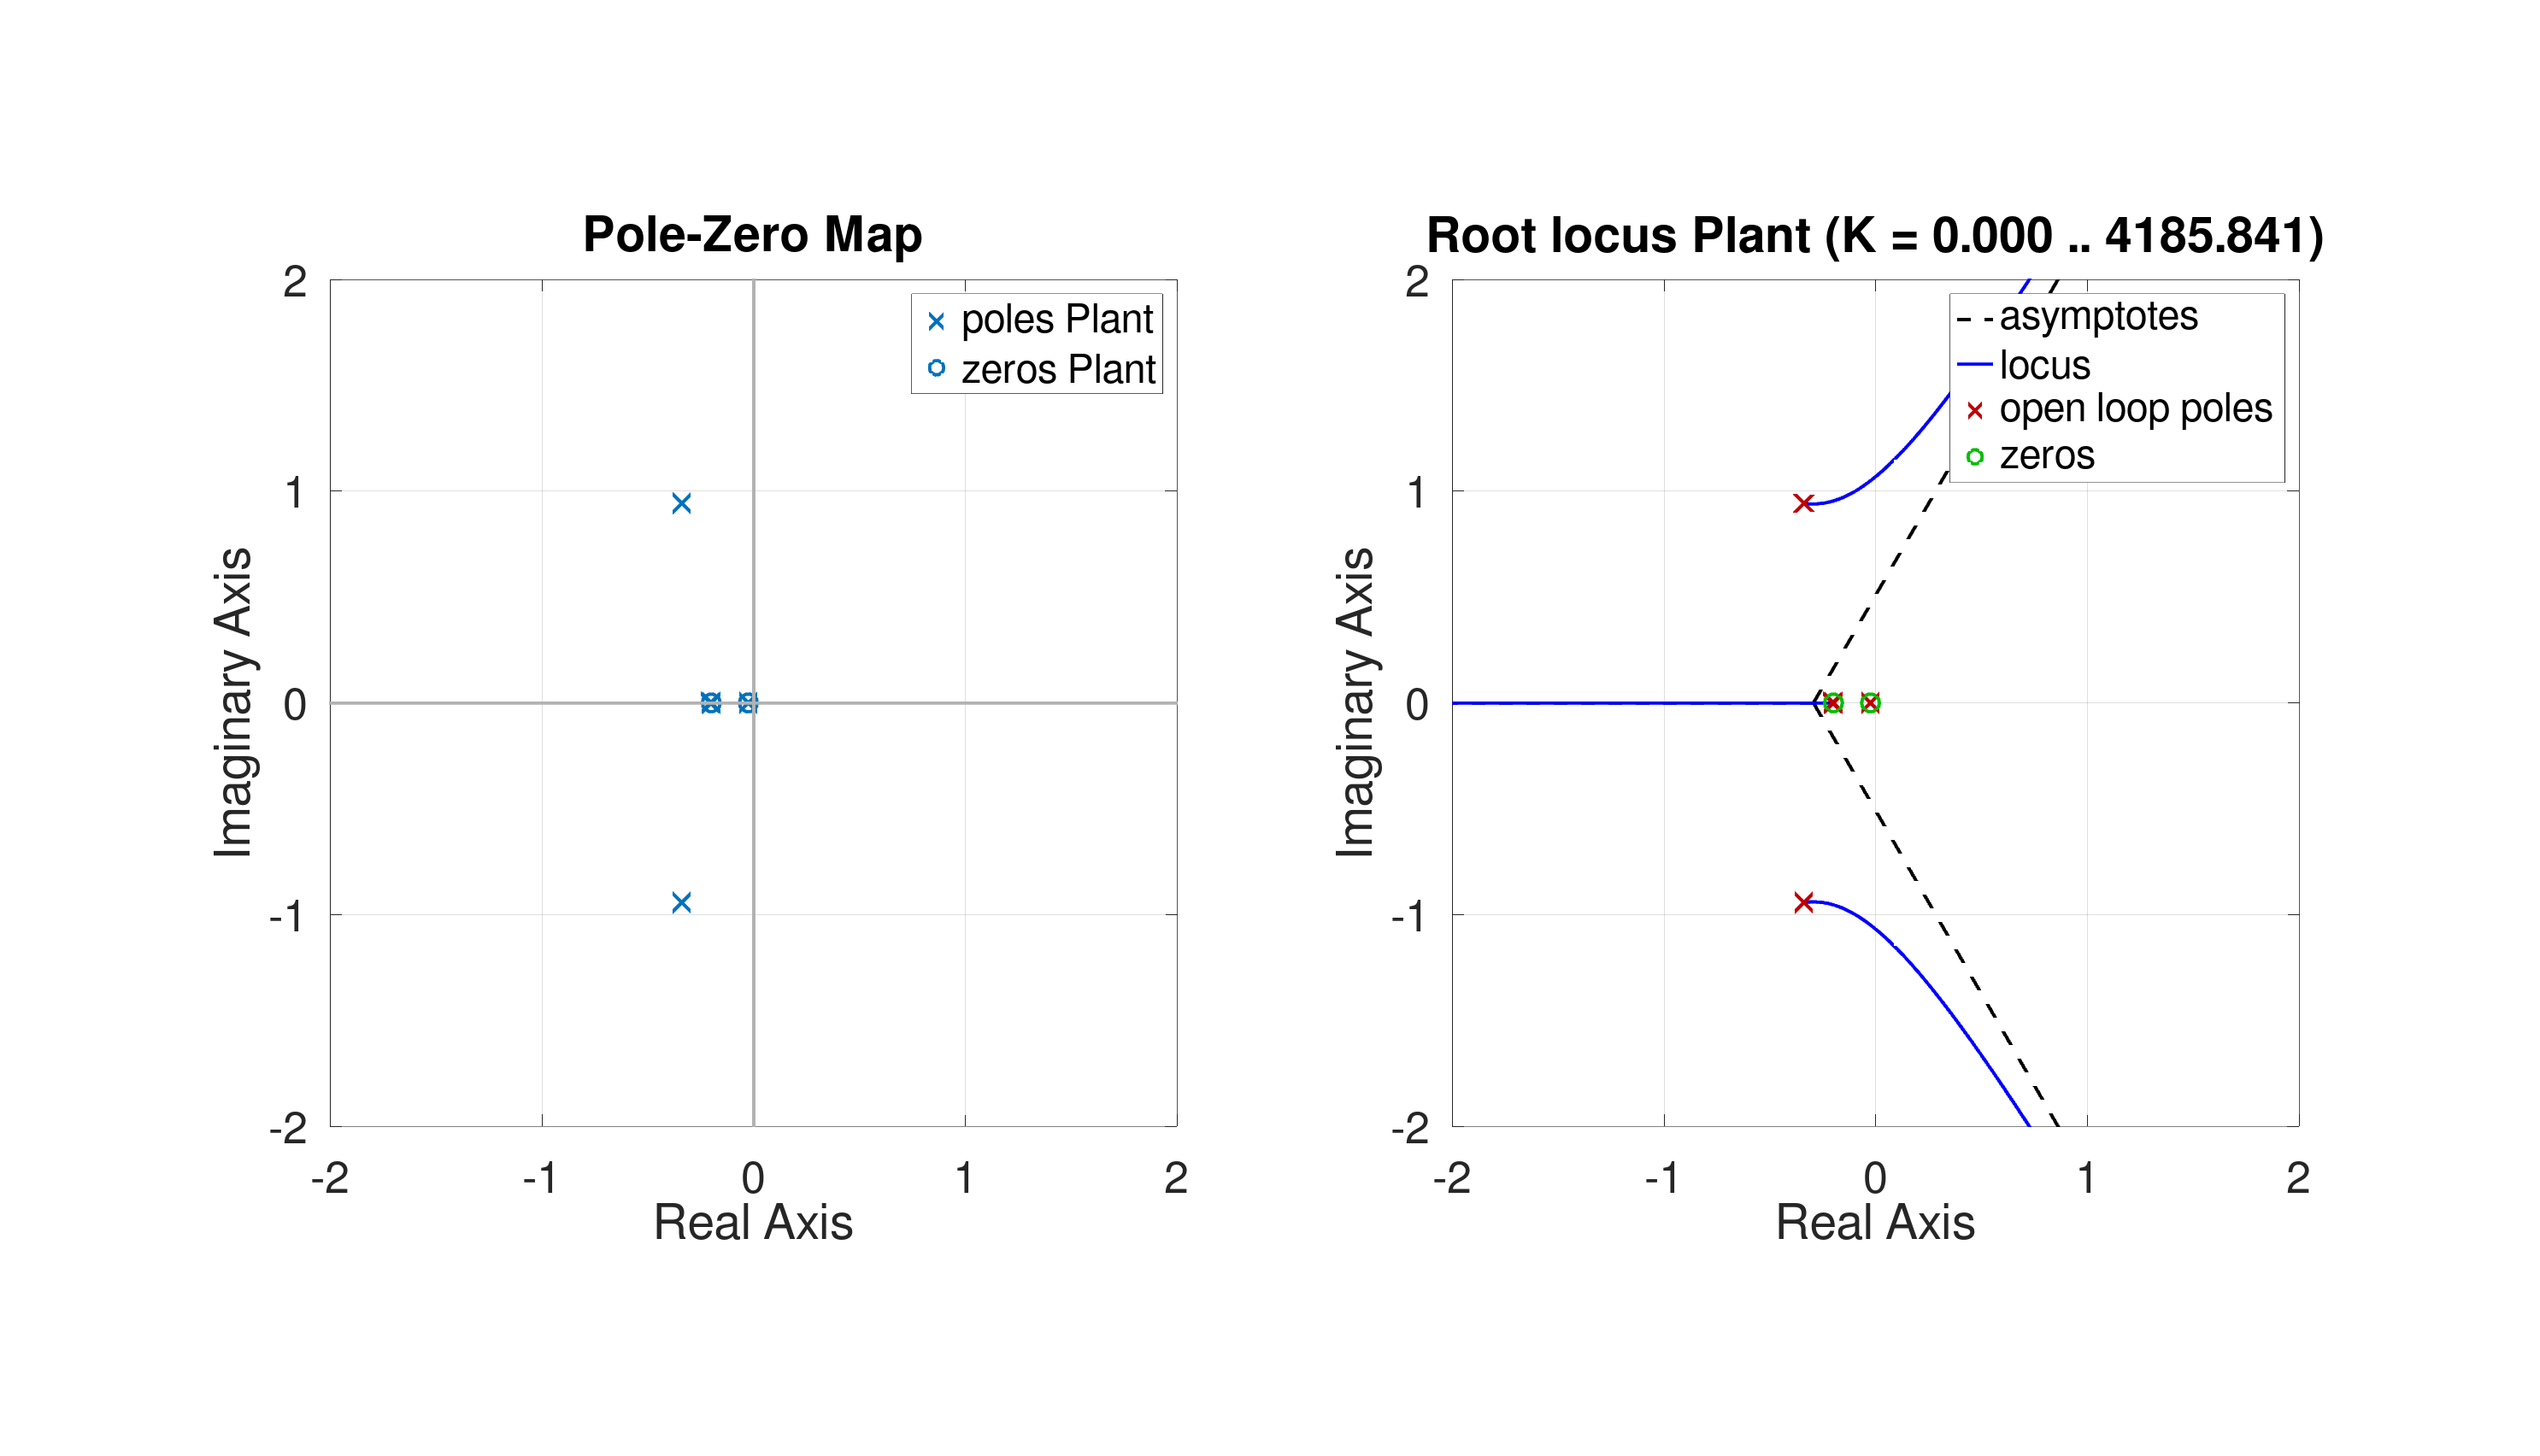 Pole-Zero Map
2
1
0
-1
-2
-2 -1 0 1 2
Imaginary Axis
Real Axis
poles Plant
zeros Plant
Root locus Plant (K = 0.000 .. 4185.841)
2
1
0
-1
-2
-2 -1 0 1 2
Imaginary Axis
Real Axis
asymptotes
locus
open loop poles
zeros